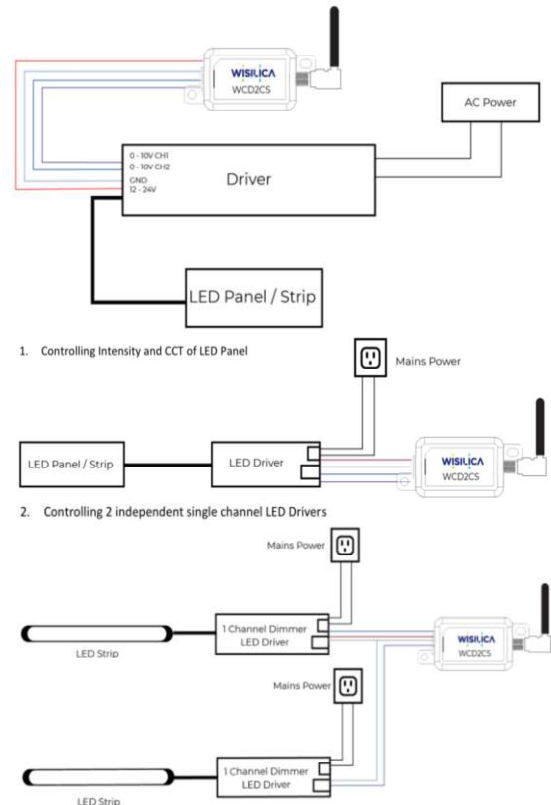 WISILICA
WCD2CS
AC Power
0 - 10V CH1
0 - 10V CH2
GND
12 - 24V
Driver
LED Panel / Strip
1. Controlling Intensity and CCT of LED Panel
Mains Power
LED Panel / Strip
LED Driver
WISILICA
WCD2CS
2. Controlling 2 independent single channel LED Drivers
Mains Power
1 Channel Dimmer
LED Driver
LED Strip
WISILICA
WCD2CS
Mains Power
1 Channel Dimmer
LED Driver
LED Strip